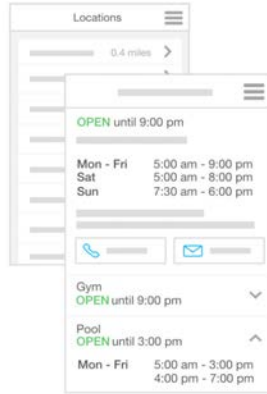 Locations
0.4 miles
OPEN until 9:00 pm
Mon - Fri 5:00 am - 9:00 pm
Sat 5:00 am - 8:00 pm
Sun 7:30 am - 6:00 pm
Gym
OPEN until 9:00 pm
Pool
OPEN until 3:00 pm
Mon - Fri 5:00 am - 3:00 pm
4:00 pm - 7:00 pm